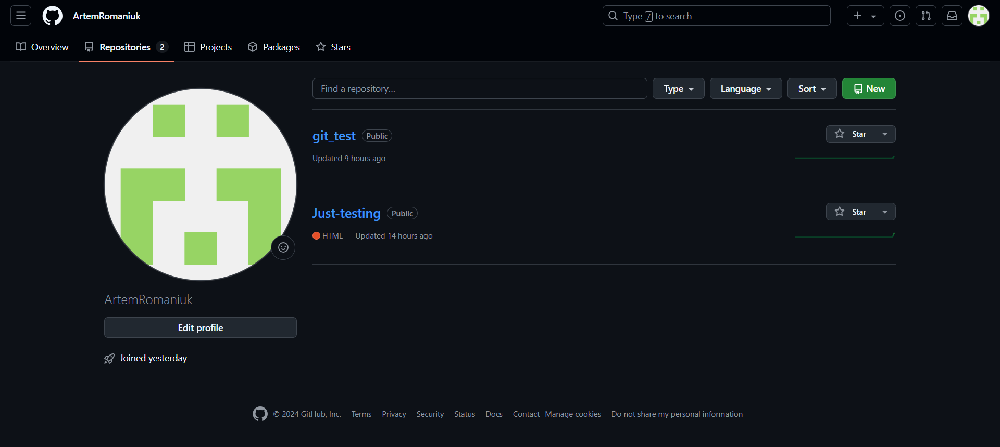 ArtemRomaniuk
Type / to search
Overview
Repositories 2
Projects
Packages
Stars
Find a repository...
Type
Language
Sort
New
git_test Public
Star
Updated 9 hours ago
Just-testing Public
Star
HTML Updated 14 hours ago
ArtemRomaniuk
Edit profile
Joined yesterday
© 2024 GitHub, Inc. Terms Privacy Security Status Docs Contact Manage cookies Do not share my personal information